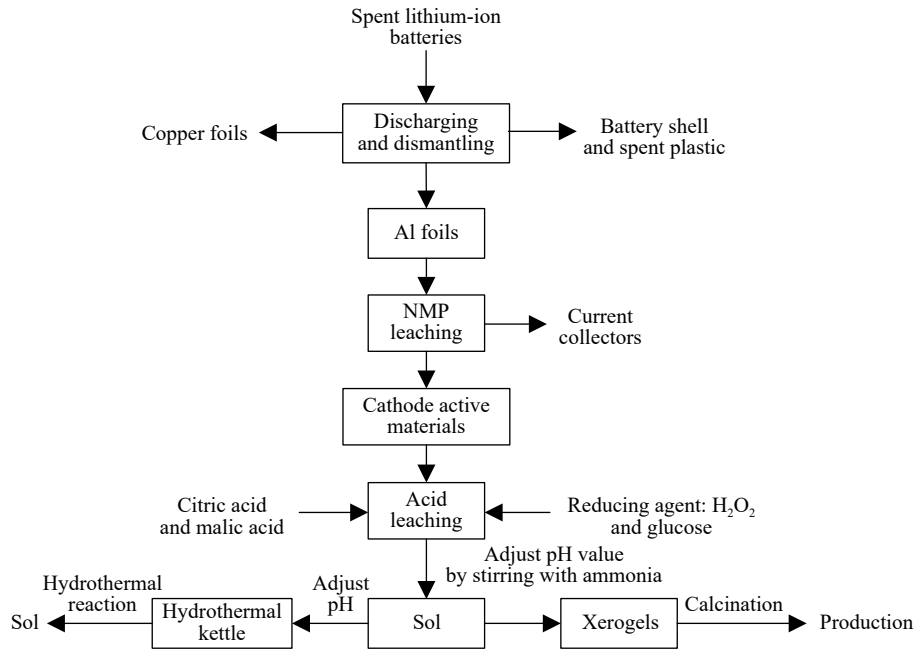 Spent lithium-ion
batteries
Copper foils
Discharging
and dismantling
Battery shell
and spent plastic
Al foils
NMP
leaching
Current
collectors
Cathode active
materials
Citric acid
and malic acid
Acid
leaching
Reducing agent: H₂O₂
and glucose
Adjust pH value
by stirring with ammonia
Sol
Hydrothermal
reaction
Hydrothermal
kettle
Adjust
pH
Sol
Xerogels
Calcination
Production